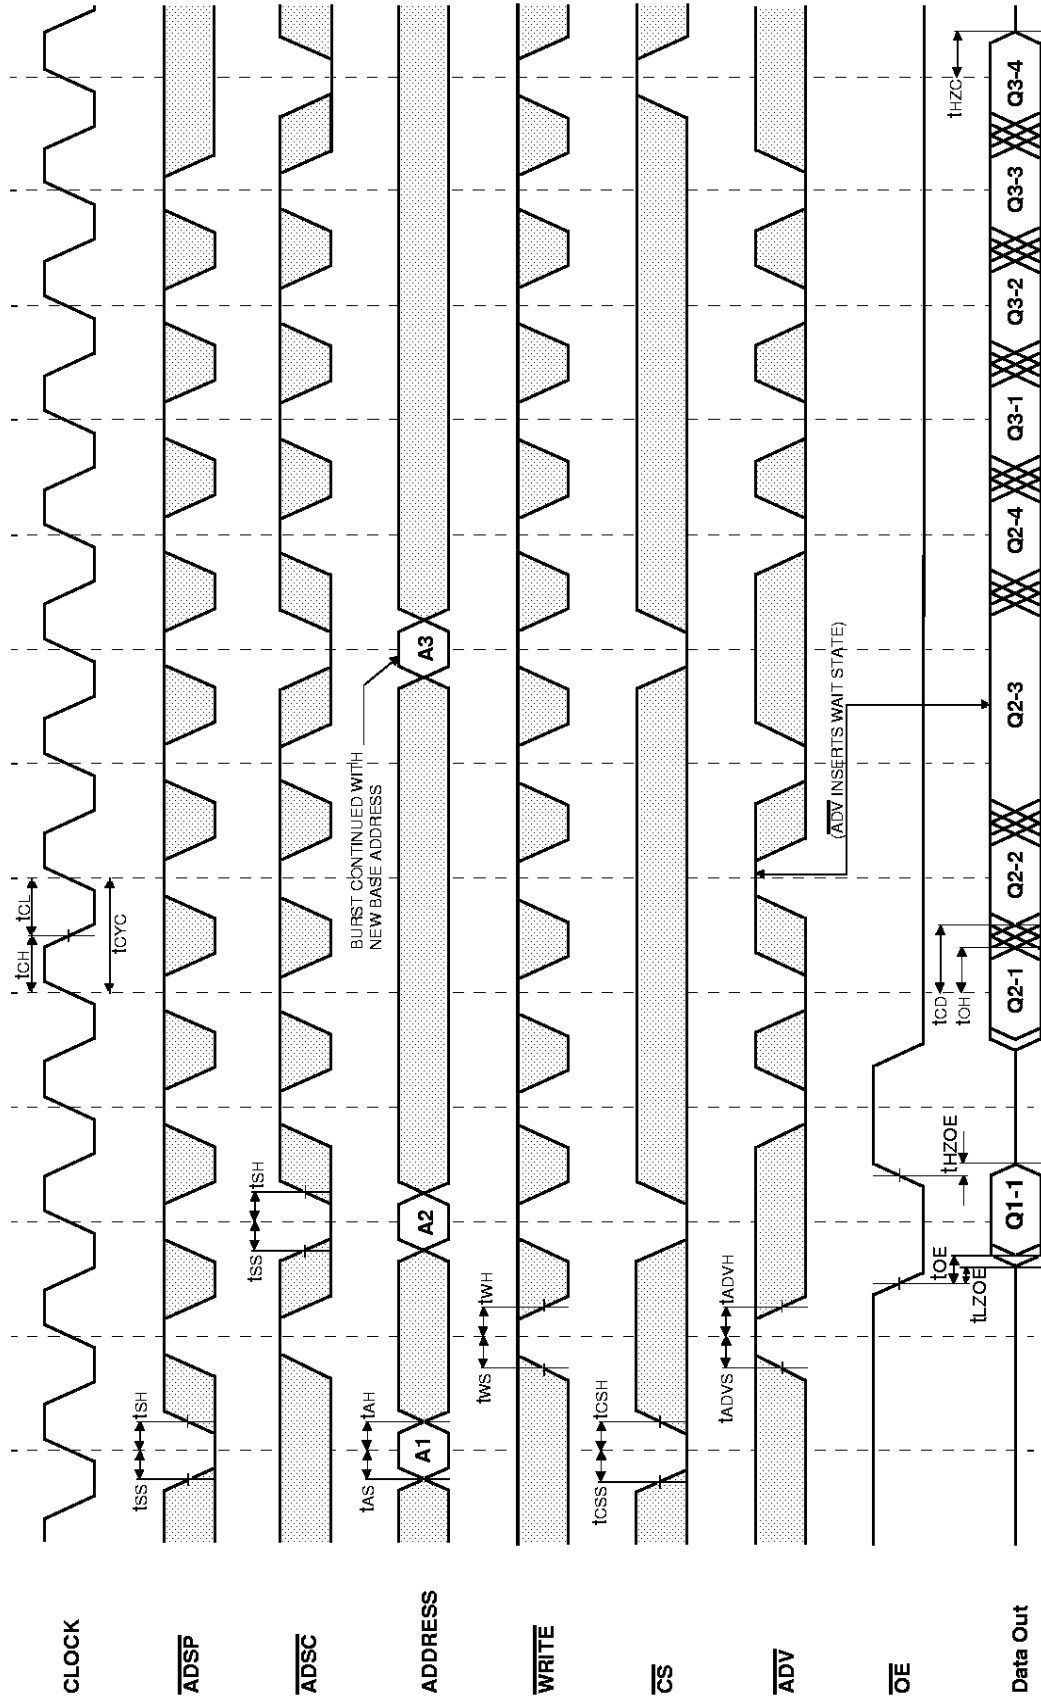 CLOCK
tCH
tCL
tCYC
ADSP
tSS
tSH
ADSC
tSS
tSH
BURST CONTINUED WITH
NEW BASE ADDRESS
ADDRESS
tAS
tAH
A1
A2
A3
WRITE
tWS
tWH
CS
tCSS
tCSH
ADV
tADVS
tADVH
(ADV INSERTS WAIT STATE)
OE
tLZOE
tOE
tHZOE
tCD
tOH
tHZC
Data Out
Q1-1
Q2-1
Q2-2
Q2-3
Q2-4
Q3-1
Q3-2
Q3-3
Q3-4